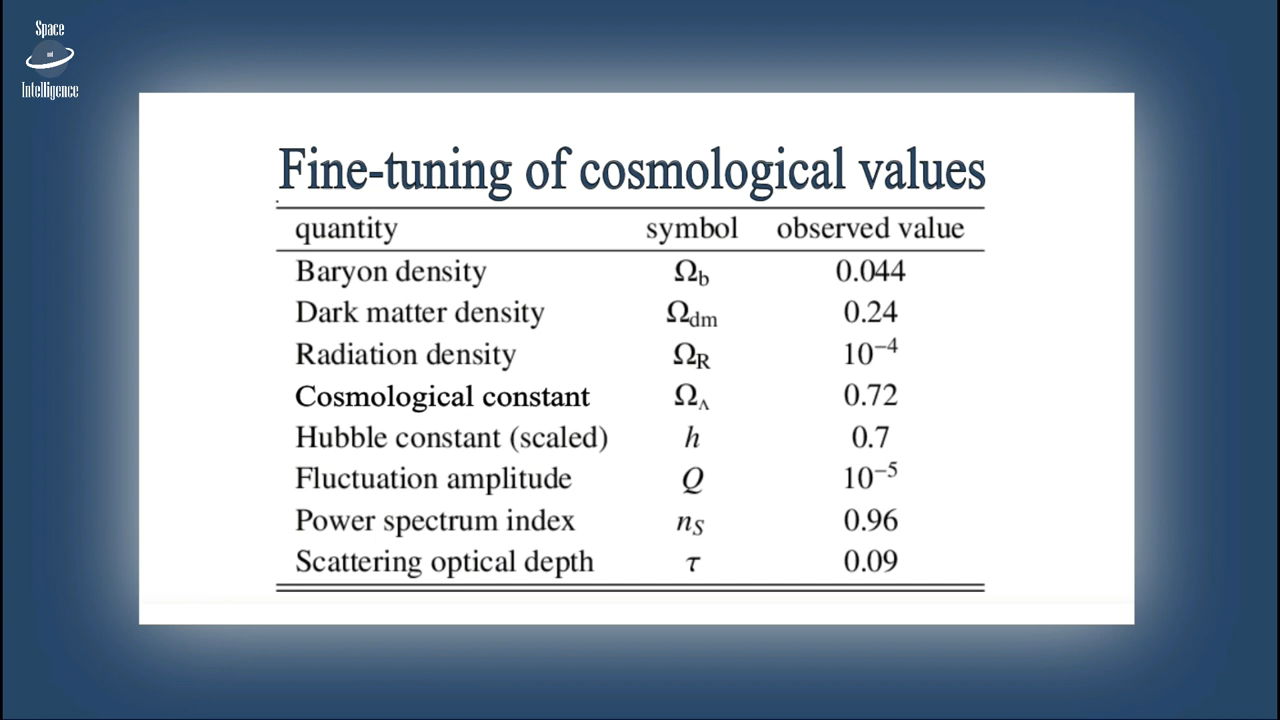 Space
and
Intelligence
Fine-tuning of cosmological values
quantity symbol observed value
Baryon density Ωb 0.044
Dark matter density Ωdm 0.24
Radiation density ΩR 10⁻⁴
Cosmological constant ΩΛ 0.72
Hubble constant (scaled) h 0.7
Fluctuation amplitude Q 10⁻⁵
Power spectrum index nS 0.96
Scattering optical depth τ 0.09